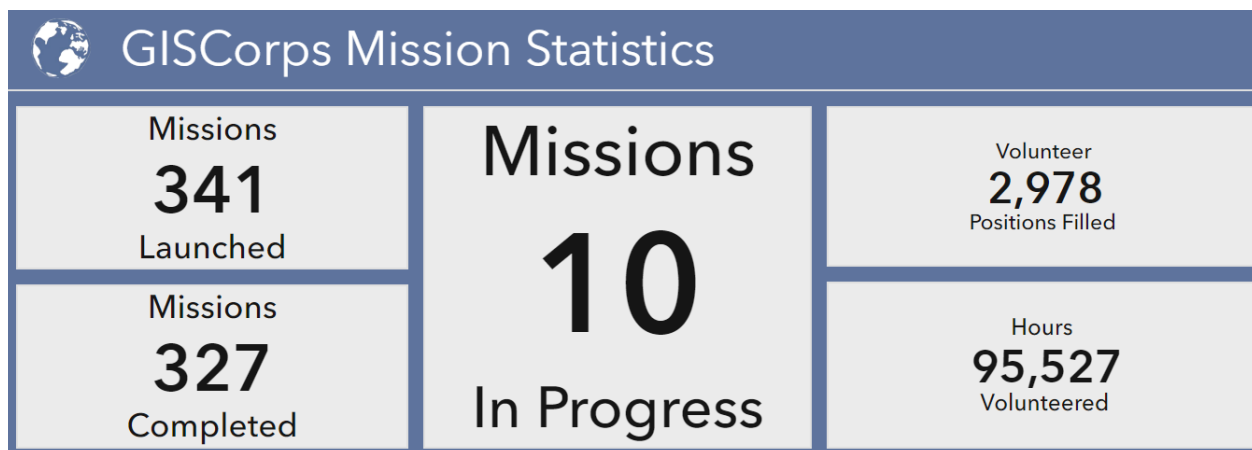 GISCorps Mission Statistics
Missions
341
Launched
Missions
327
Completed
Missions
10
In Progress
Volunteer
2,978
Positions Filled
Hours
95,527
Volunteered